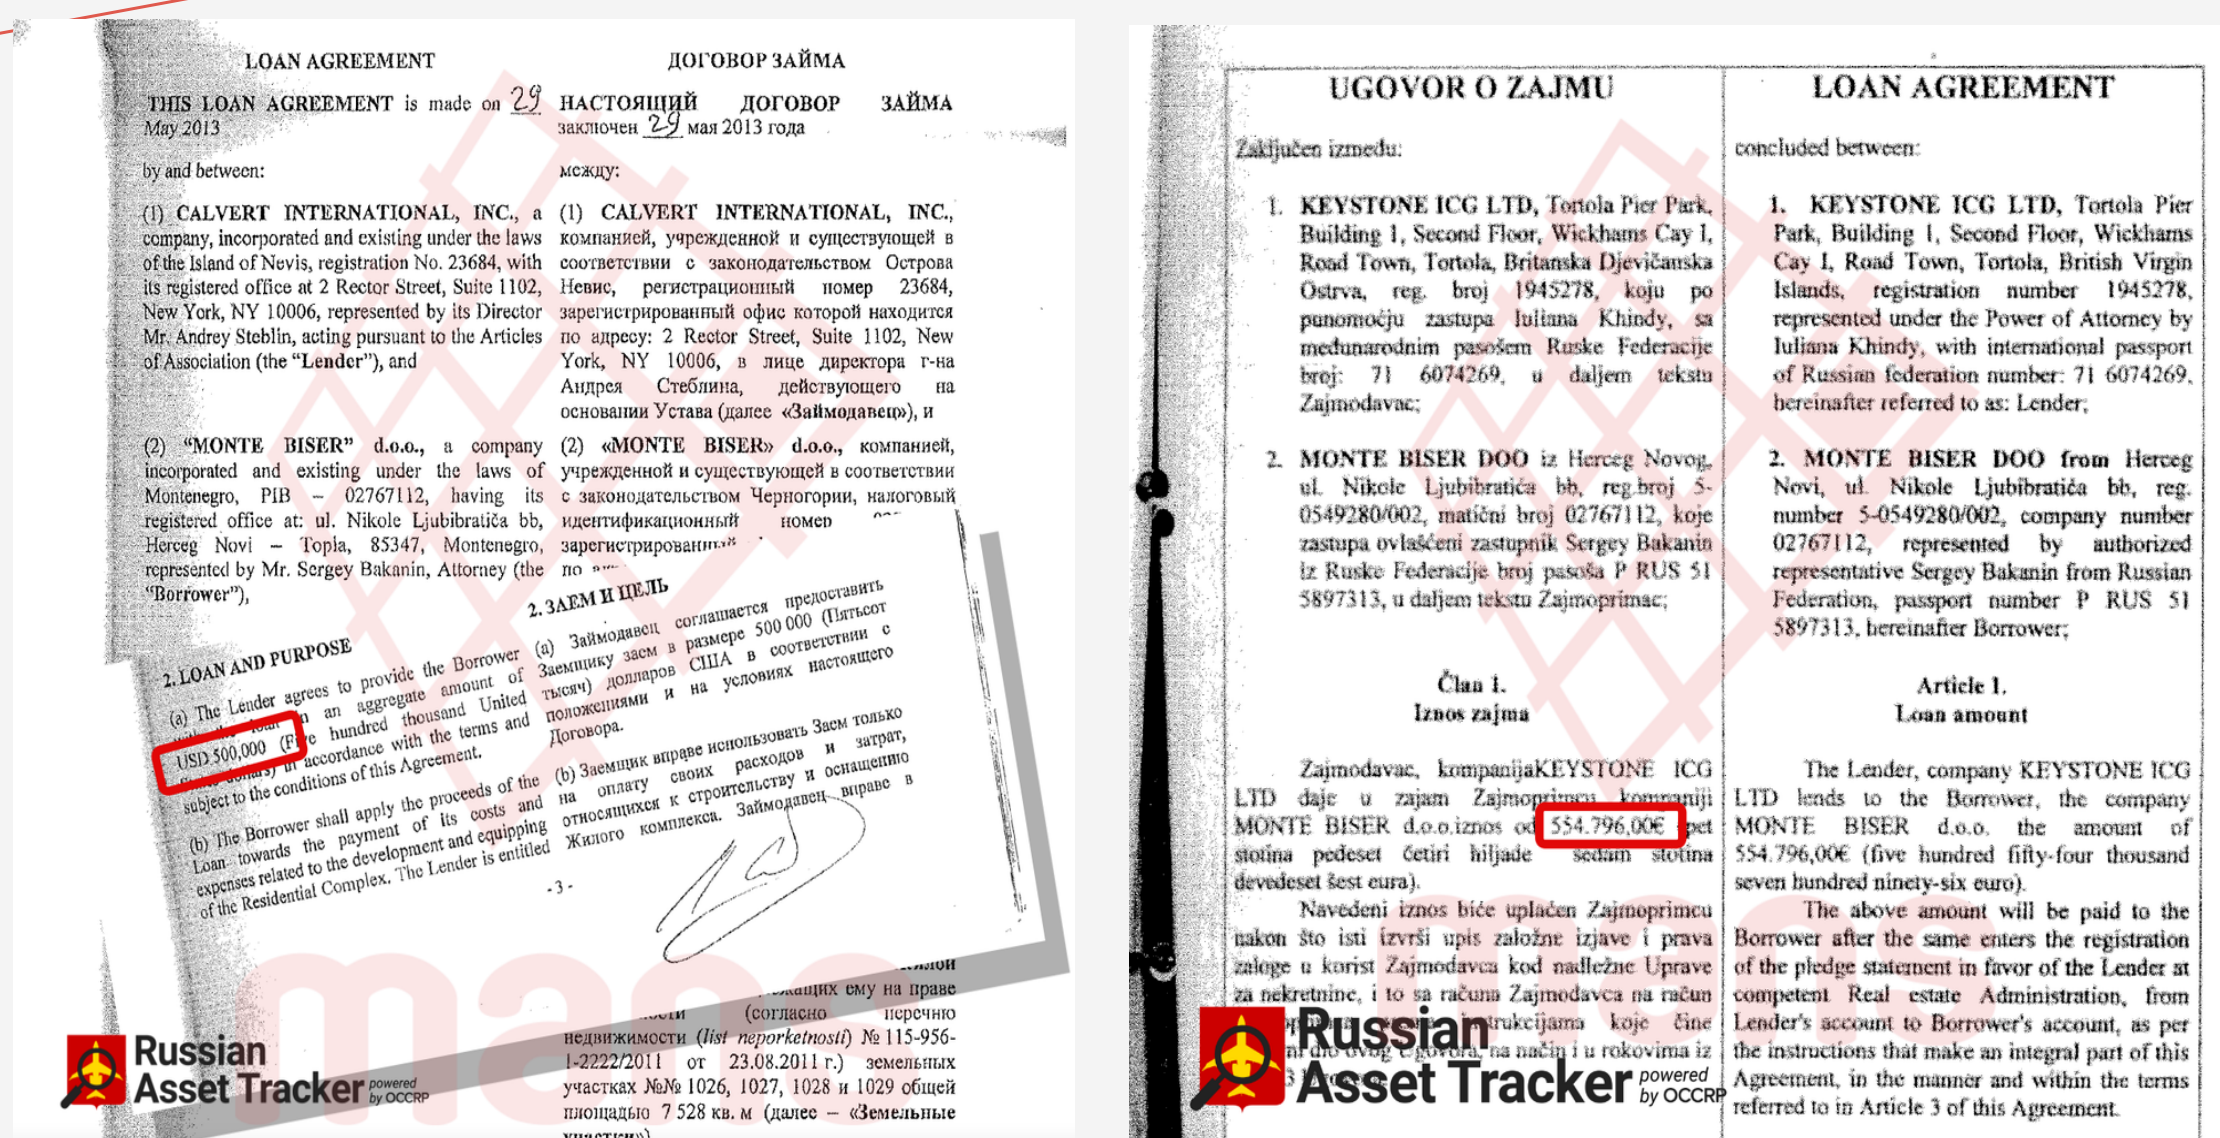 LOAN AGREEMENT
THIS LOAN AGREEMENT is made on 29
May 2013
by and between:
(1) CALVERT INTERNATIONAL, INC., a
company, incorporated and existing under the laws
of the Island of Nevis, registration No. 23684, with
its registered office at 2 Rector Street, Suite 1102,
New York, NY 10006, represented by its Director
Mr. Andrey Steblin, acting pursuant to the Articles
of Association (the “Lender”), and
(2) “MONTE BISER” d.o.o., a company
incorporated and existing under the laws of
Montenegro, PIB – 02767112, having its
registered office at: ul. Nikole Ljubibratića bb,
Herceg Novi – Topla, 85347, Montenegro,
represented by Mr. Sergey Bakanin, Attorney (the
“Borrower”),
ДОГОВОР ЗАЙМА
НАСТОЯЩИЙ ДОГОВОР ЗАЙМА
заключен 29 мая 2013 года
между:
(1) CALVERT INTERNATIONAL, INC.,
компанией, учрежденной и существующей в
соответствии с законодательством Острова
Невис, регистрационный номер 23684,
зарегистрированный офис которой находится
по адресу: 2 Rector Street, Suite 1102, New
York, NY 10006, в лице директора г-на
Андрея Стеблина, действующего на
основании Устава (далее «Займодавец»), и
(2) «MONTE BISER» d.o.o., компанией,
учрежденной и существующей в соответствии
с законодательством Черногории, налоговый
идентификационный номер
зарегистрированный
по
2. LOAN AND PURPOSE
(a) The Lender agrees to provide the Borrower
loan in an aggregate amount of
USD 500,000 (Five hundred thousand United
in accordance with the terms and
subject to the conditions of this Agreement.
(b) The Borrower shall apply the proceeds of the
Loan towards the payment of its costs and
expenses related to the development and equipping
of the Residential Complex. The Lender is entitled
2. ЗАЕМ И ЦЕЛЬ
(a) Займодавец соглашается предоставить
Заемщику заем в размере 500 000 (Пятьсот
тысяч) долларов США в соответствии с
положениями и на условиях настоящего
Договора.
(b) Заемщик вправе использовать Заем только
на оплату своих расходов и затрат,
относящихся к строительству и оснащению
Жилого комплекса. Займодавец вправе в
- 3 -
ему на праве
(согласно перечню
недвижимости (list neporketnosti) № 115-956-
1-2222/2011 от 23.08.2011 г.) земельных
участках №№ 1026, 1027, 1028 и 1029 общей
площадью 7 528 кв. м (далее – «Земельные
участки»)
mans
Russian
Asset Tracker powered
by OCCRP
UGOVOR O ZAJMU
Zaključen između:
1. KEYSTONE ICG LTD, Tortola Pier Park,
Building 1, Second Floor, Wickhams Cay I,
Road Town, Tortola, Britanska Djevičanska
Ostrva, reg. broj 1945278, koju po
punomoćju zastupa Iuliana Khindy, sa
međunarodnim pasošem Ruske Federacije
broj: 71 6074269, u daljem tekstu
Zajmodavac;
2. MONTE BISER DOO iz Herceg Novog,
ul. Nikole Ljubibratića bb, reg.broj 5-
0549280/002, matični broj 02767112, koje
zastupa ovlašćeni zastupnik Sergey Bakanin
iz Ruske Federacije broj pasoša P RUS 51
5897313, u daljem tekstu Zajmoprimac;
Član 1.
Iznos zajma
Zajmodavac, kompanijaKEYSTONE ICG
LTD daje u zajam Zajmoprimcu kompaniji
MONTE BISER d.o.o.iznos od 554.796,00€ pet
stotina pedeset četiri hiljade sedam stotina
devedeset šest eura).
Navedeni iznos biće uplaćen Zajmoprimcu
nakon što isti izvrši upis založne izjave i prava
zaloge u korist Zajmodavca kod nadležne Uprave
za nekretnine, i to sa računa Zajmodavca na račun
instrukcijama koje čine
dio ovog Ugovora, na način i u rokovima iz
3
LOAN AGREEMENT
concluded between:
1. KEYSTONE ICG LTD, Tortola Pier
Park, Building 1, Second Floor, Wickhams
Cay I, Road Town, Tortola, British Virgin
Islands, registration number 1945278,
represented under the Power of Attorney by
Iuliana Khindy, with international passport
of Russian federation number: 71 6074269,
hereinafter referred to as: Lender;
2. MONTE BISER DOO from Herceg
Novi, ul. Nikole Ljubibratića bb, reg.
number 5-0549280/002, company number
02767112, represented by authorized
representative Sergey Bakanin from Russian
Federation, passport number P RUS 51
5897313, hereinafter Borrower;
Article 1.
Loan amount
The Lender, company KEYSTONE ICG
LTD lends to the Borrower, the company
MONTE BISER d.o.o. the amount of
554.796,00€ (five hundred fifty-four thousand
seven hundred ninety-six euro).
The above amount will be paid to the
Borrower after the same enters the registration
of the pledge statement in favor of the Lender at
competent Real estate Administration, from
Lender's account to Borrower's account, as per
the instructions that make an integral part of this
Agreement, in the manner and within the terms
referred to in Article 3 of this Agreement.
mans
Russian
Asset Tracker powered
by OCCRP